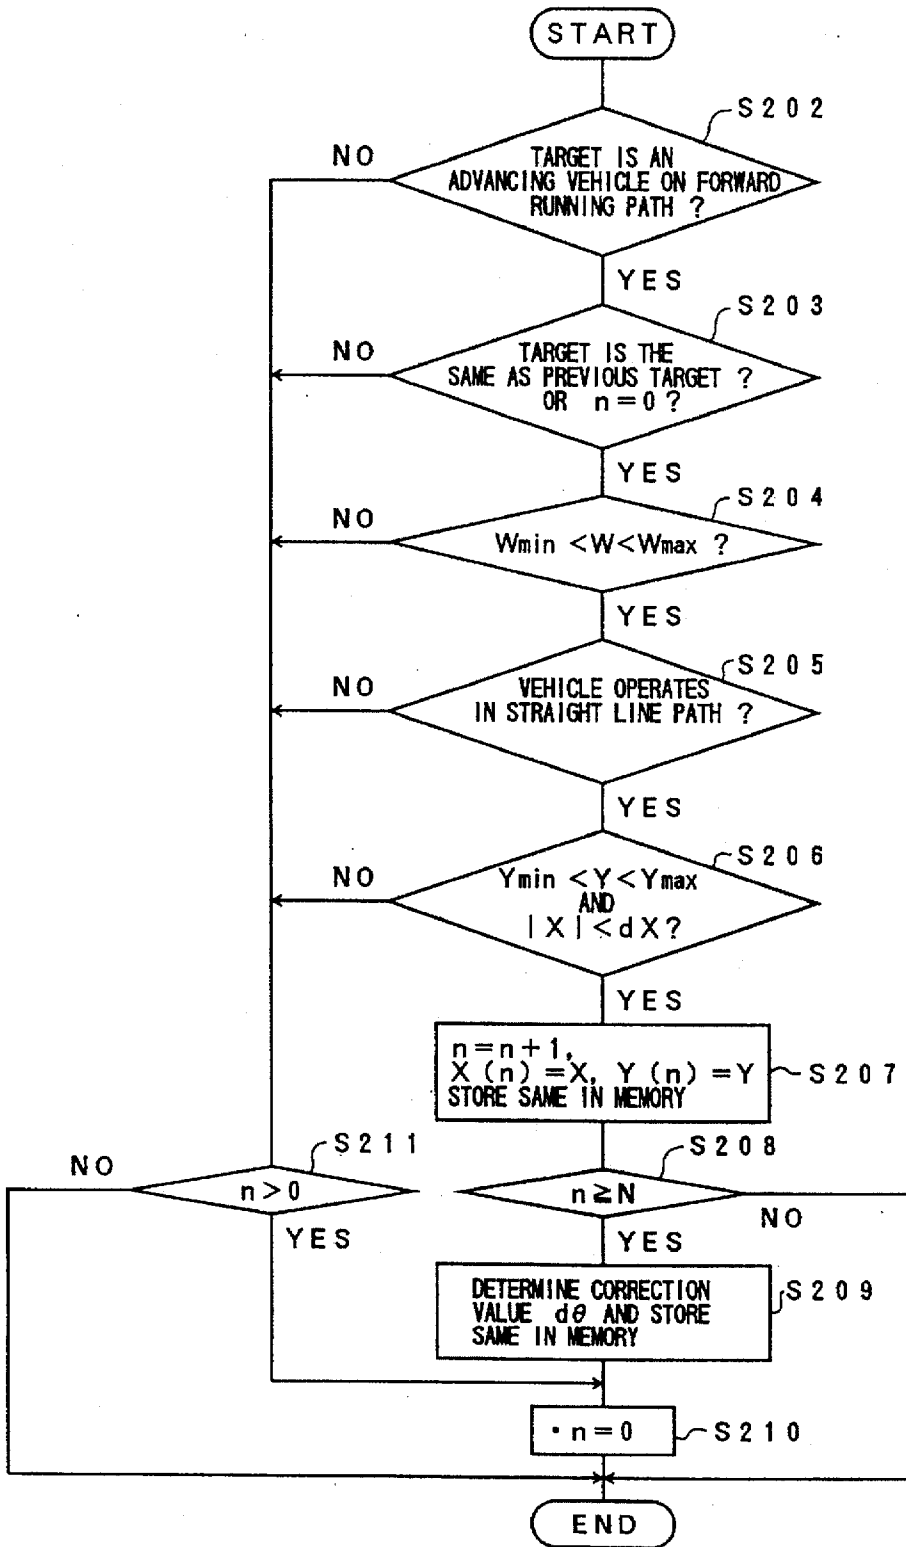 START
S202
NO
TARGET IS AN
ADVANCING VEHICLE ON FORWARD
RUNNING PATH ?
YES
S203
NO
TARGET IS THE
SAME AS PREVIOUS TARGET ?
OR n=0?
YES
S204
NO
Wmin <W<Wmax ?
YES
S205
NO
VEHICLE OPERATES
IN STRAIGHT LINE PATH ?
YES
S206
NO
Ymin <Y<Ymax
AND
|X|<dX?
YES
n=n+1,
X(n)=X, Y(n)=Y
STORE SAME IN MEMORY
S207
S211
NO
n>0
YES
S208
n≥N
NO
YES
DETERMINE CORRECTION
VALUE dθ AND STORE
SAME IN MEMORY
S209
· n=0
S210
END